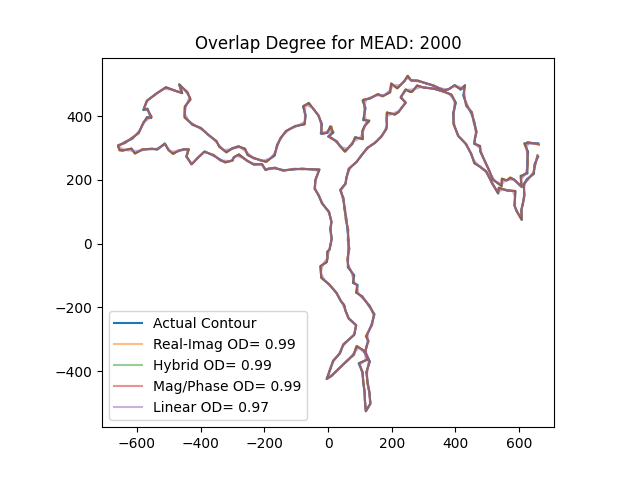 Overlap Degree for MEAD: 2000
400
200
0
−200
−400
Actual Contour
Real-Imag OD= 0.99
Hybrid OD= 0.99
Mag/Phase OD= 0.99
Linear OD= 0.97
−600 −400 −200 0 200 400 600